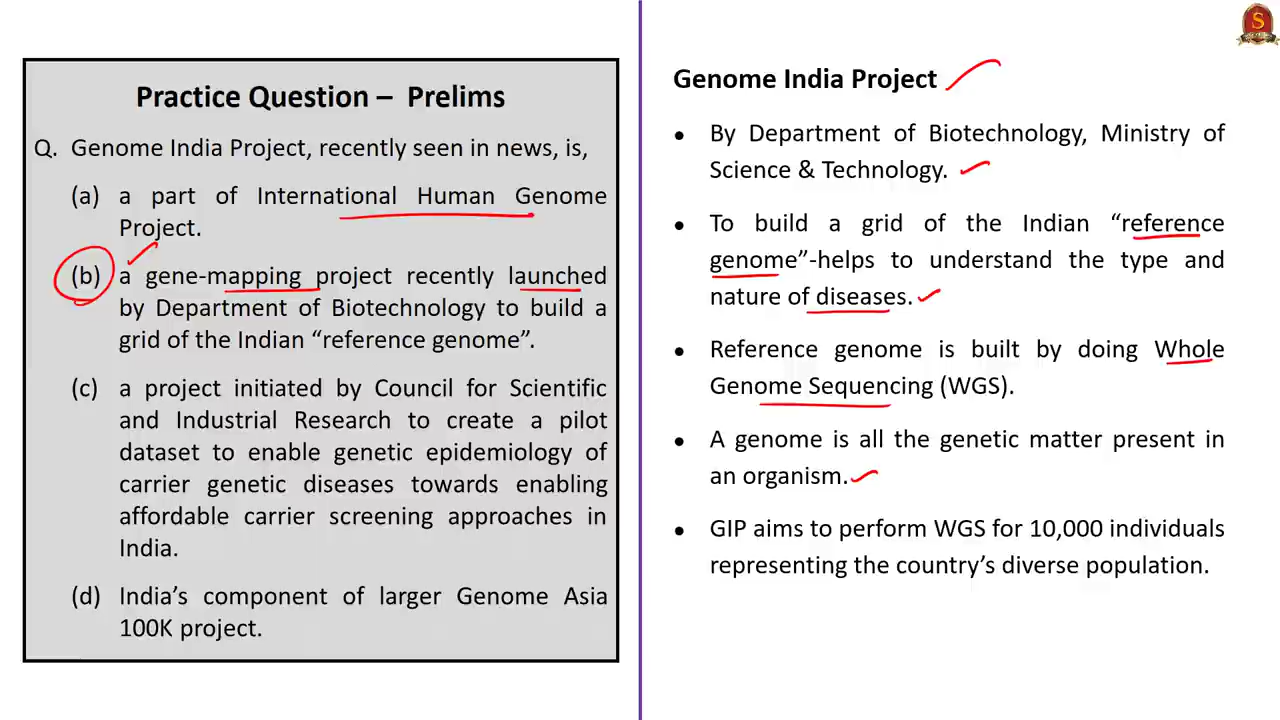 Practice Question – Prelims
Q. Genome India Project, recently seen in news, is,
(a) a part of International Human Genome
Project.
(b) a gene-mapping project recently launched
by Department of Biotechnology to build a
grid of the Indian “reference genome”.
(c) a project initiated by Council for Scientific
and Industrial Research to create a pilot
dataset to enable genetic epidemiology of
carrier genetic diseases towards enabling
affordable carrier screening approaches in
India.
(d) India’s component of larger Genome Asia
100K project.
Genome India Project
• By Department of Biotechnology, Ministry of
Science & Technology.
• To build a grid of the Indian “reference
genome”-helps to understand the type and
nature of diseases.
• Reference genome is built by doing Whole
Genome Sequencing (WGS).
• A genome is all the genetic matter present in
an organism.
• GIP aims to perform WGS for 10,000 individuals
representing the country’s diverse population.
S